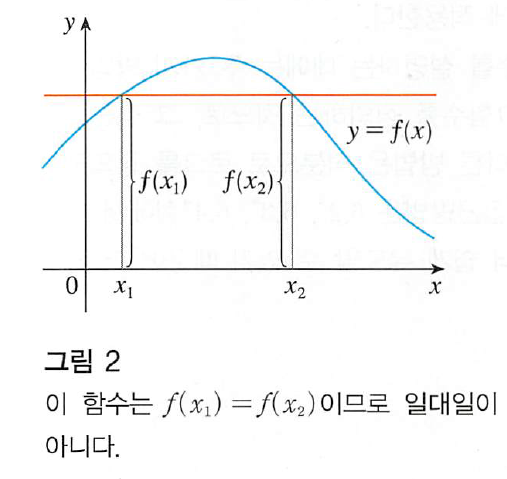 y
y = f(x)
f(x₁) f(x₂)
0 x₁ x₂ x
그림 2
이 함수는 f(x₁) = f(x₂)이므로 일대일이
아니다.